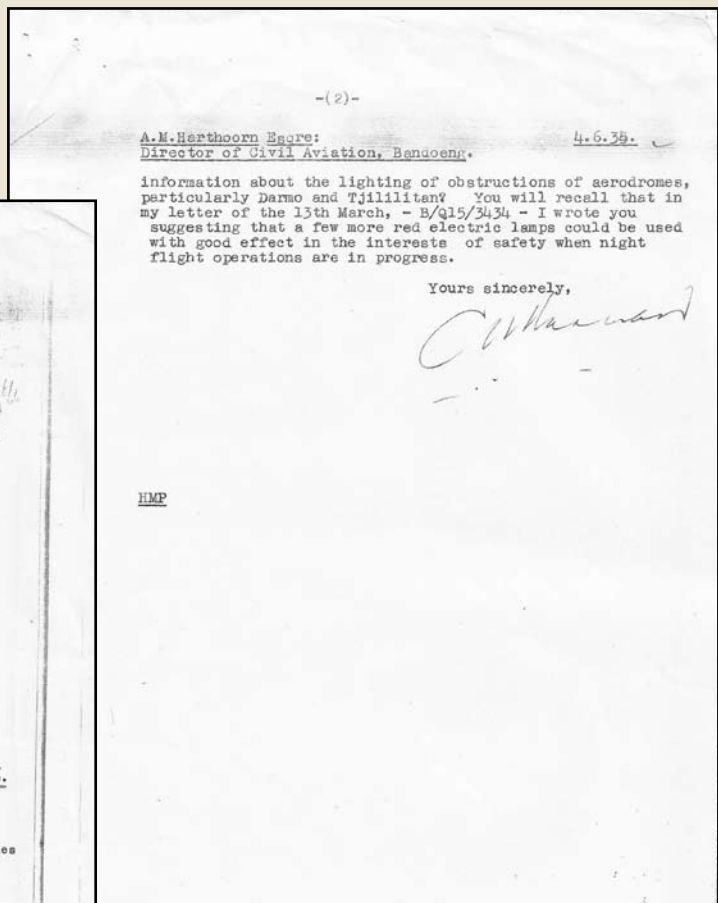 -(2)-
A.M.Harthoorn Esqre: 4.6.35.
Director of Civil Aviation, Bandoeng.
information about the lighting of obstructions of aerodromes,
particularly Darmo and Tjililitan? You will recall that in
my letter of the 13th March, - B/Q15/3434 - I wrote you
suggesting that a few more red electric lamps could be used
with good effect in the interests of safety when night
flight operations are in progress.
Yours sincerely,
HMP
es